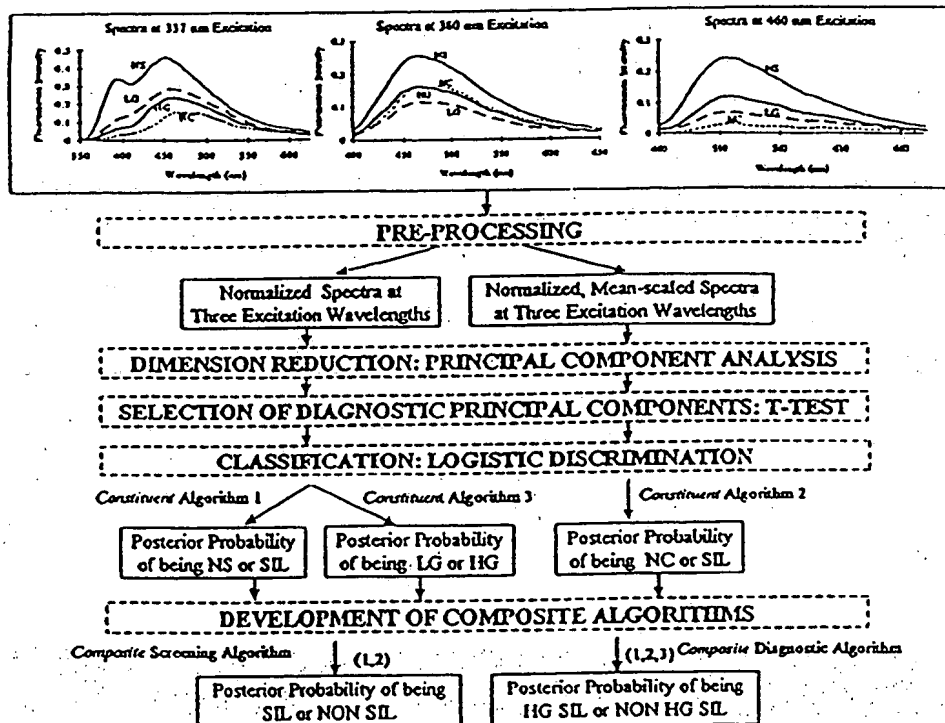 Spectra at 337 nm Excitation
Spectra at 380 nm Excitation
Spectra at 460 nm Excitation
NS
LG
HG
NC
NS
NC
HG
LG
NS
LG
NC
Fluorescence Intensity
Fluorescence Intensity
Fluorescence Intensity
Wavelength (nm)
Wavelength (nm)
Wavelength (nm)
PRE-PROCESSING
Normalized Spectra at
Three Excitation Wavelengths
Normalized, Mean-scaled Spectra
at Three Excitation Wavelengths
DIMENSION REDUCTION: PRINCIPAL COMPONENT ANALYSIS
SELECTION OF DIAGNOSTIC PRINCIPAL COMPONENTS: T-TEST
CLASSIFICATION: LOGISTIC DISCRIMINATION
Constituent Algorithm 1
Constituent Algorithm 3
Constituent Algorithm 2
Posterior Probability
of being NS or SIL
Posterior Probability
of being LG or HG
Posterior Probability
of being NC or SIL
DEVELOPMENT OF COMPOSITE ALGORITHMS
Composite Screening Algorithm
(1,2)
(1,2,3) Composite Diagnostic Algorithm
Posterior Probability of being
SIL or NON SIL
Posterior Probability of being
HG SIL or NON HG SIL